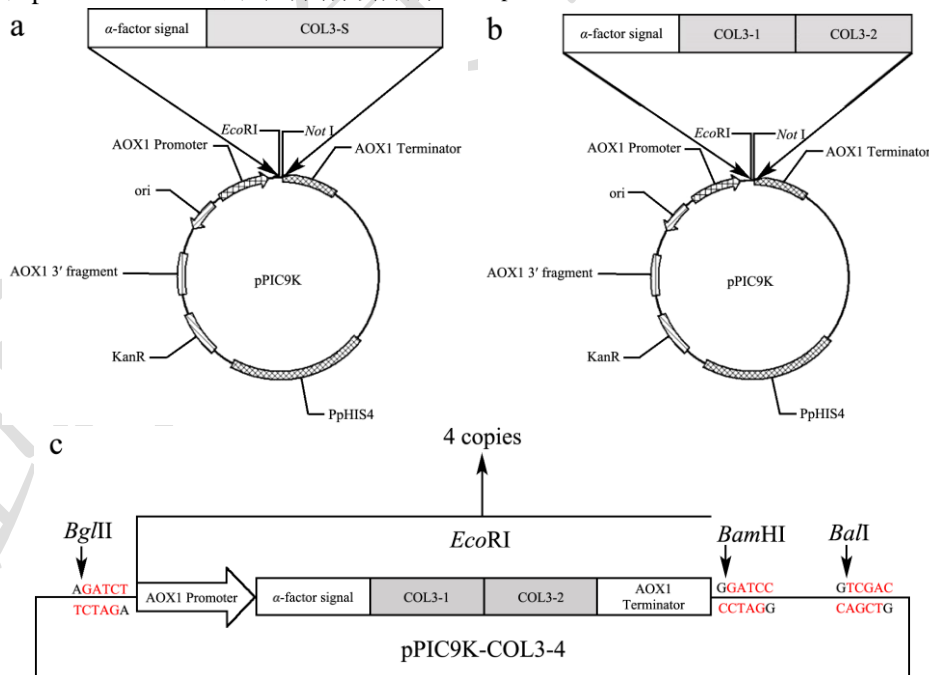 a
α-factor signal COL3-S
EcoRI
Not I
AOX1 Promoter
AOX1 Terminator
ori
AOX1 3′ fragment
pPIC9K
KanR
PpHIS4
b
α-factor signal COL3-1 COL3-2
EcoRI
Not I
AOX1 Promoter
AOX1 Terminator
ori
AOX1 3′ fragment
pPIC9K
KanR
PpHIS4
c
4 copies
BglII
EcoRI
BamHI
BalI
AGATCT
TCTAGA
AOX1 Promoter
α-factor signal
COL3-1
COL3-2
AOX1
Terminator
GGATCC
CCTAGG
GTCGAC
CAGCTG
pPIC9K-COL3-4